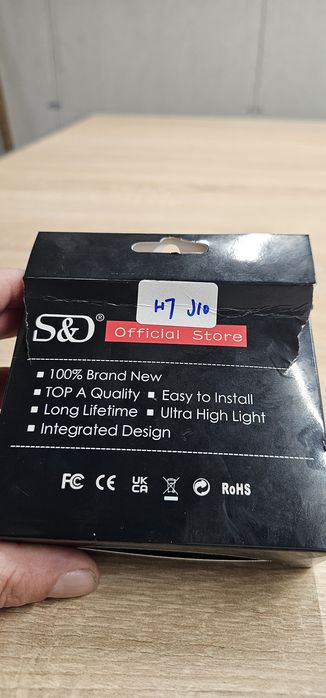 H7 J10
S&D® Official Store
▪ 100% Brand New
▪ TOP A Quality ▪ Easy to Install
▪ Long Lifetime ▪ Ultra High Light
▪ Integrated Design
FC CE UK CA RoHS